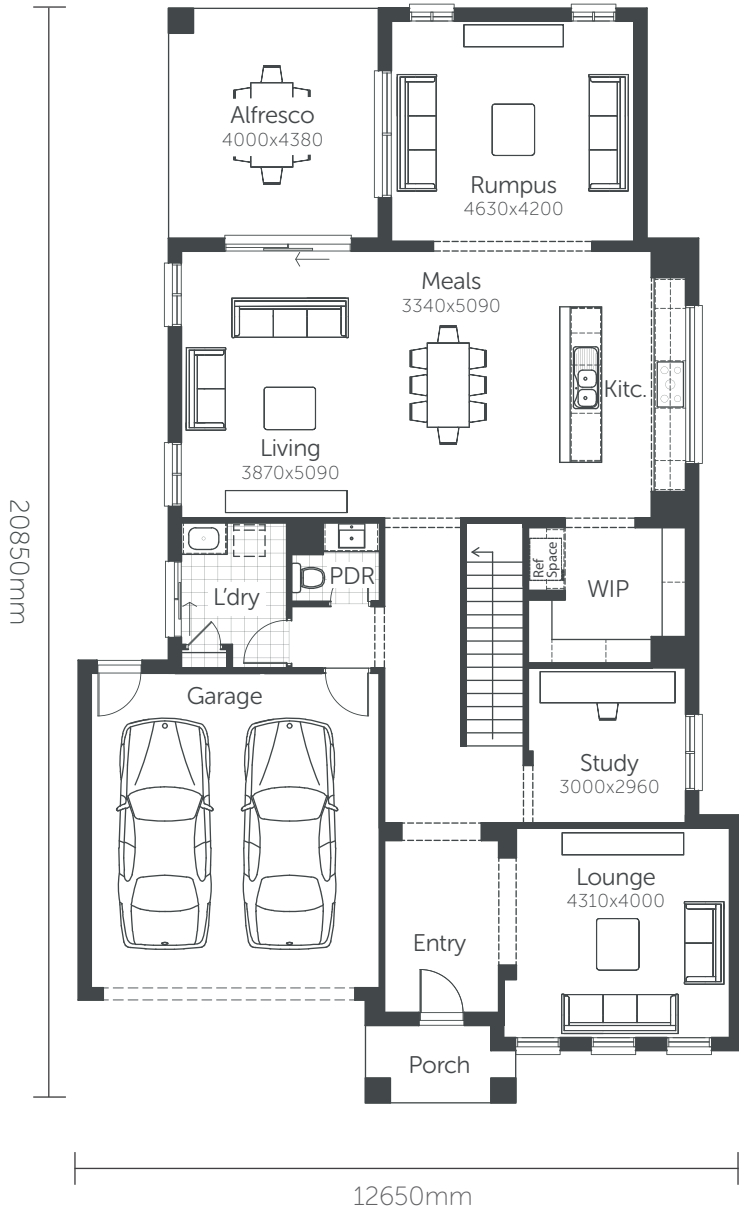 Alfresco
4000x4380
Rumpus
4630x4200
Meals
3340x5090
Kitc.
Living
3870x5090
20850mm
L'dry
PDR
Ref
Space
WIP
Garage
Study
3000x2960
Lounge
4310x4000
Entry
Porch
12650mm